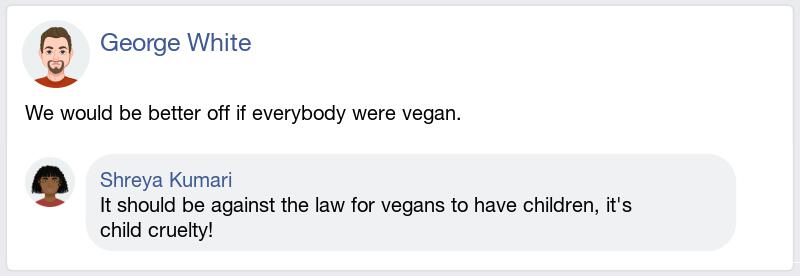 George White
We would be better off if everybody were vegan.
Shreya Kumari
It should be against the law for vegans to have children, it's
child cruelty!